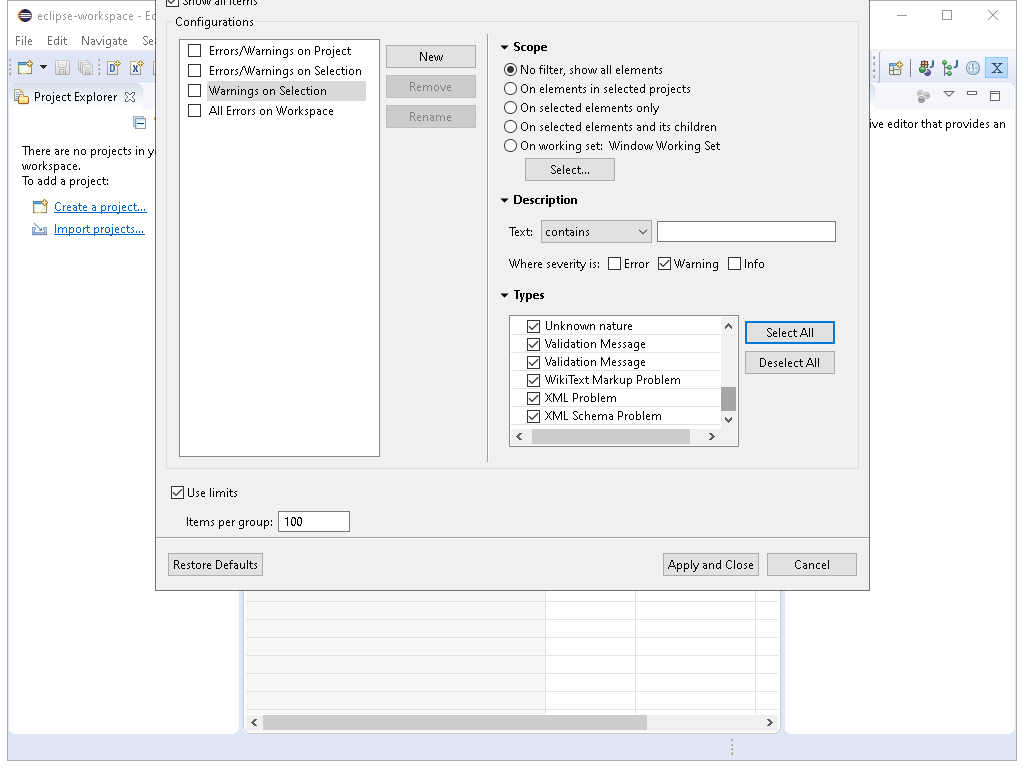 Show all items
eclipse-workspace - Ec
File Edit Navigate Se
Configurations
Errors/Warnings on Project
Errors/Warnings on Selection
Warnings on Selection
All Errors on Workspace
New
Remove
Rename
Scope
No filter, show all elements
On elements in selected projects
On selected elements only
On selected elements and its children
On working set: Window Working Set
Select...
Description
Text: contains
Where severity is: Error Warning Info
Types
Unknown nature
Validation Message
Validation Message
WikiText Markup Problem
XML Problem
XML Schema Problem
Select All
Deselect All
Use limits
Items per group: 100
Restore Defaults
Apply and Close
Cancel
Project Explorer
There are no projects in y
workspace.
To add a project:
Create a project...
Import projects...
ive editor that provides an